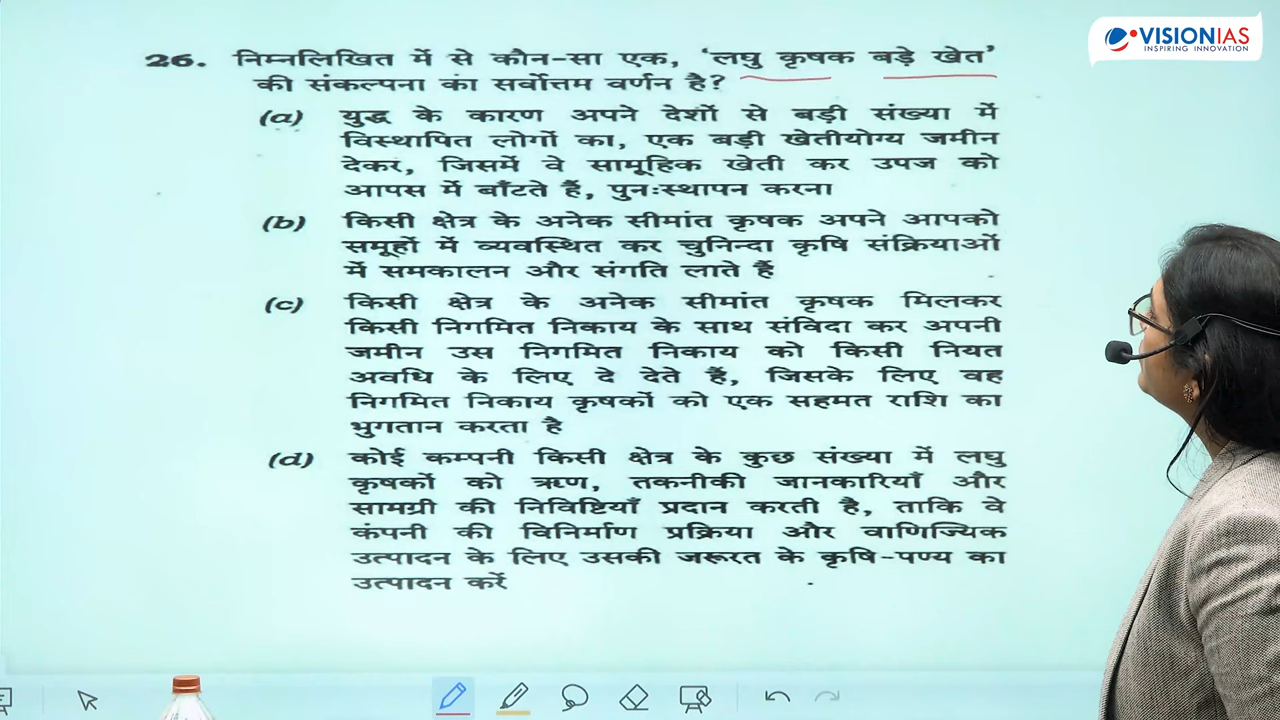 VISIONIAS
INSPIRING INNOVATION
26. निम्नलिखित में से कौन-सा एक, ‘लघु कृषक बड़े खेत’
की संकल्पना का सर्वोत्तम वर्णन है?
(a) युद्ध के कारण अपने देशों से बड़ी संख्या में
विस्थापित लोगों का, एक बड़ी खेतीयोग्य जमीन
देकर, जिसमें वे सामूहिक खेती कर उपज को
आपस में बाँटते हैं, पुनःस्थापन करना
(b) किसी क्षेत्र के अनेक सीमांत कृषक अपने आपको
समूहों में व्यवस्थित कर चुनिन्दा कृषि संक्रियाओं
में समकालन और संगति लाते हैं
(c) किसी क्षेत्र के अनेक सीमांत कृषक मिलकर
किसी निगमित निकाय के साथ संविदा कर अपनी
जमीन उस निगमित निकाय को किसी नियत
अवधि के लिए दे देते हैं, जिसके लिए वह
निगमित निकाय कृषकों को एक सहमत राशि का
भुगतान करता है
(d) कोई कम्पनी किसी क्षेत्र के कुछ संख्या में लघु
कृषकों को ऋण, तकनीकी जानकारियाँ और
सामग्री की निविष्टियाँ प्रदान करती है, ताकि वे
कंपनी की विनिर्माण प्रक्रिया और वाणिज्यिक
उत्पादन के लिए उसकी जरूरत के कृषि-पण्य का
उत्पादन करें